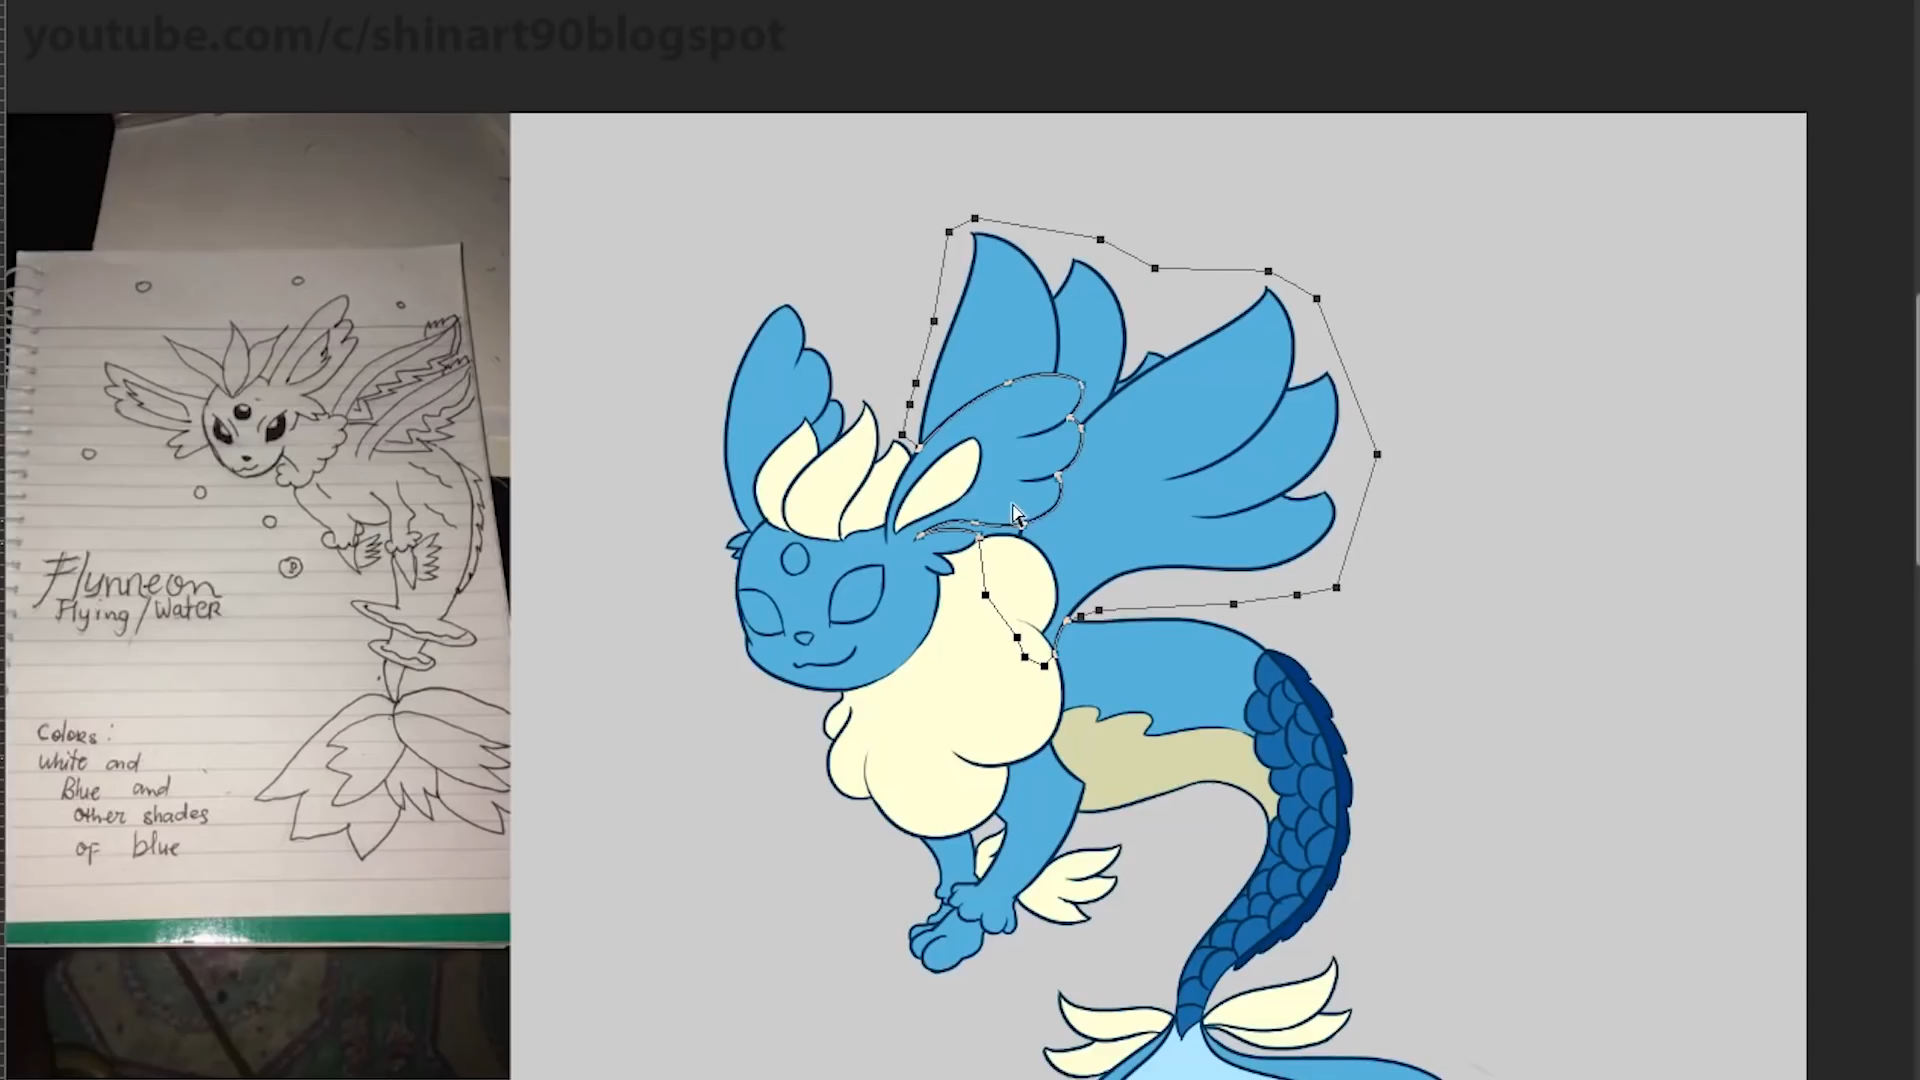 youtube.com/c/shinart90blogspot
Flynneon
Flying/Water
Colors:
White and
Blue and
other shades
of blue